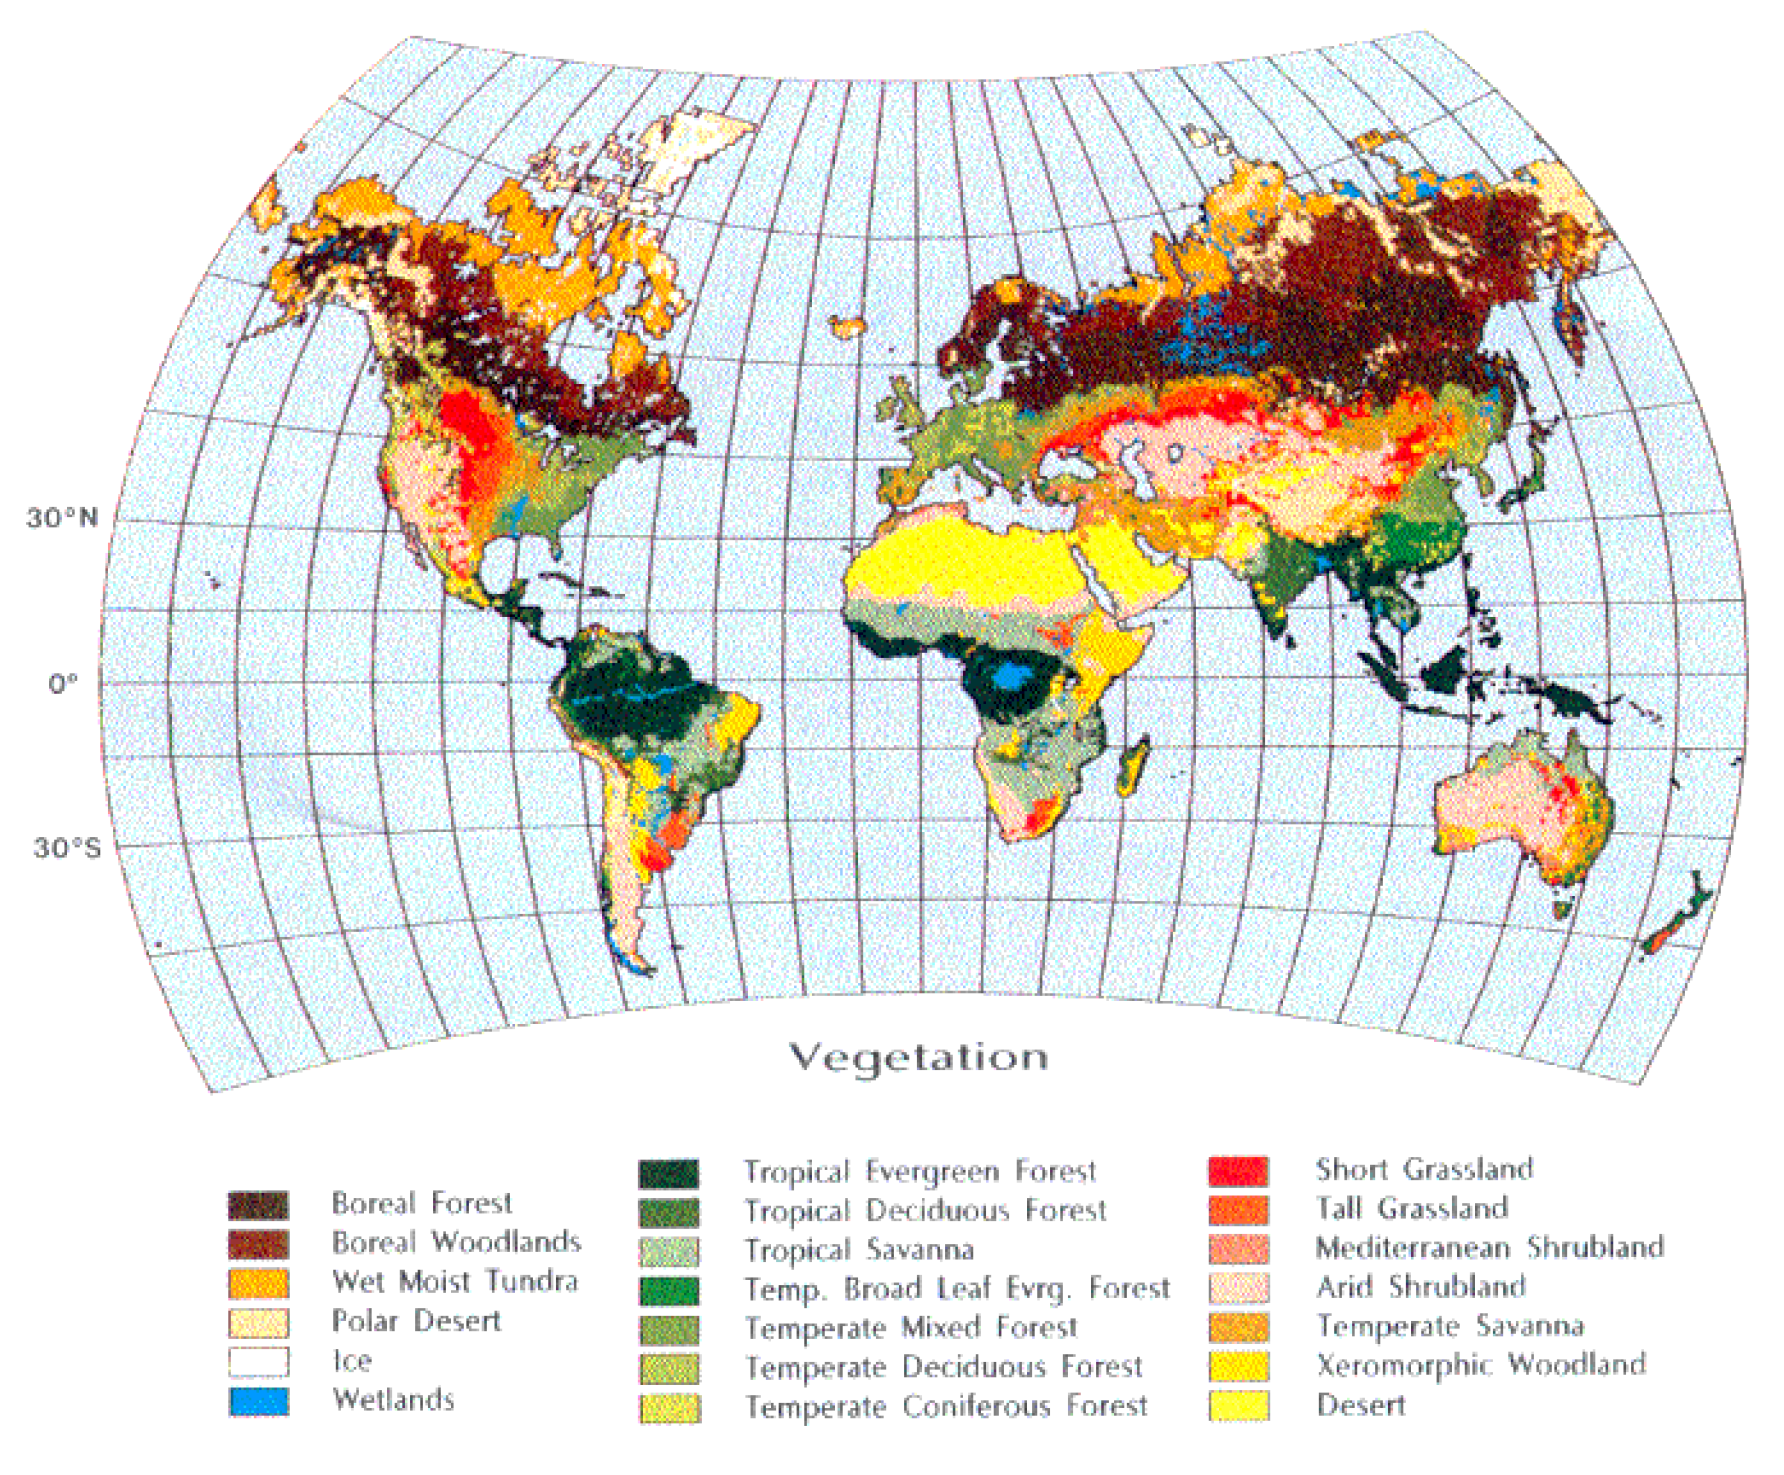 30°N
0°
30°S
Vegetation
Boreal Forest
Boreal Woodlands
Wet Moist Tundra
Polar Desert
Ice
Wetlands
Tropical Evergreen Forest
Tropical Deciduous Forest
Tropical Savanna
Temp. Broad Leaf Evrg. Forest
Temperate Mixed Forest
Temperate Deciduous Forest
Temperate Coniferous Forest
Short Grassland
Tall Grassland
Mediterranean Shrubland
Arid Shrubland
Temperate Savanna
Xeromorphic Woodland
Desert